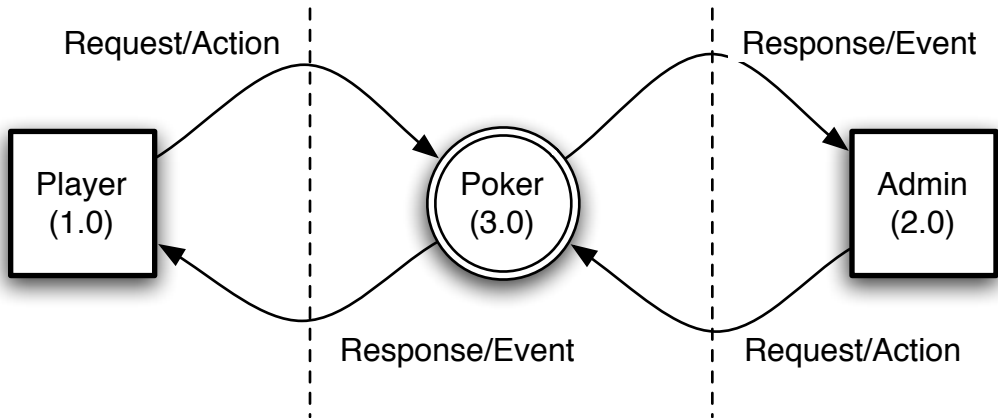 Request/Action
Response/Event
Player
(1.0)
Poker
(3.0)
Admin
(2.0)
Response/Event
Request/Action